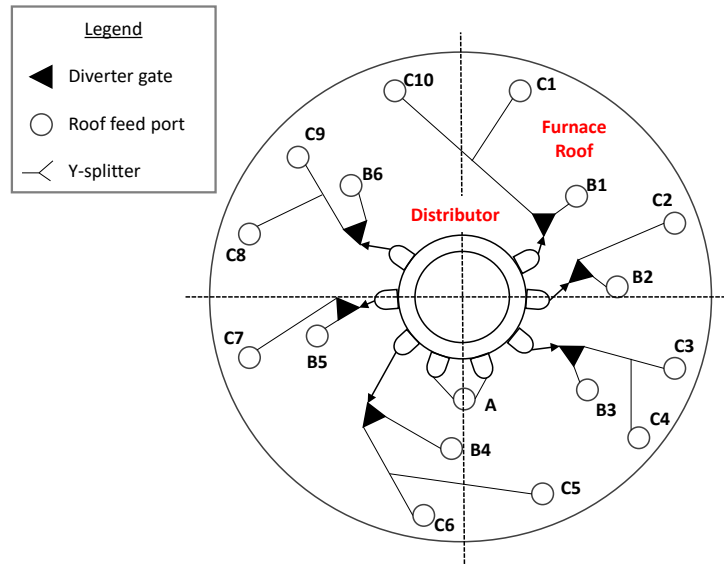 Legend
Diverter gate
Roof feed port
Y-splitter
C10
C1
Furnace
Roof
C9
B6
B1
C2
Distributor
C8
B2
C7
B5
C3
A
B3
C4
B4
C5
C6